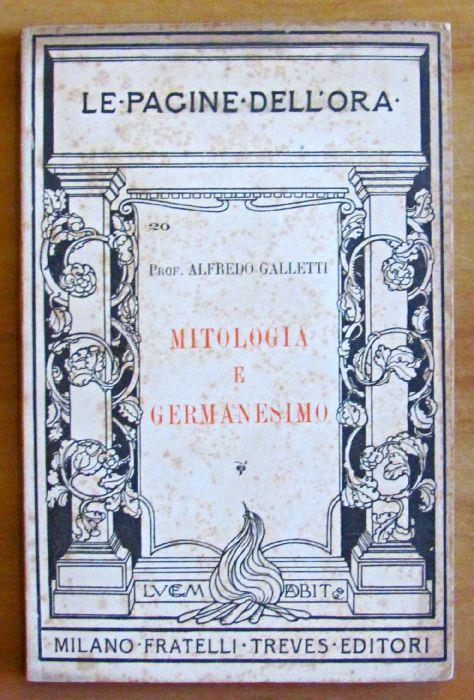 LE·PAGINE·DELL'ORA·
20
PROF. ALFREDO GALLETTI
MITOLOGIA
E
GERMANESIMO
LVCEM DABIT
MILANO·FRATELLI·TREVES·EDITORI